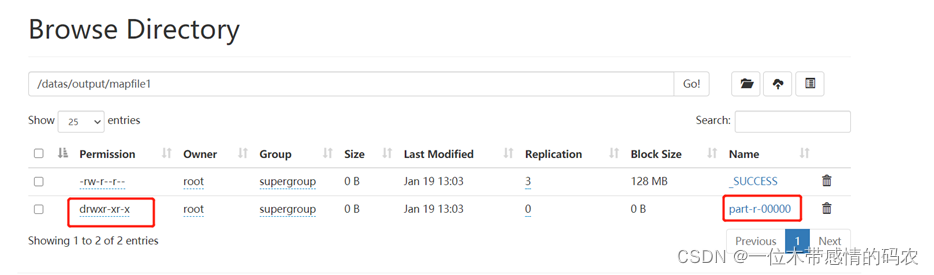 Browse Directory
/datas/output/mapfile1 Go!
Show 25 entries Search:
Permission Owner Group Size Last Modified Replication Block Size Name
-rw-r--r-- root supergroup 0 B Jan 19 13:03 3 128 MB _SUCCESS
drwxr-xr-x root supergroup 0 B Jan 19 13:03 0 0 B part-r-00000
Showing 1 to 2 of 2 entries Previous 1 Next
CSDN @一位木带感情的码农